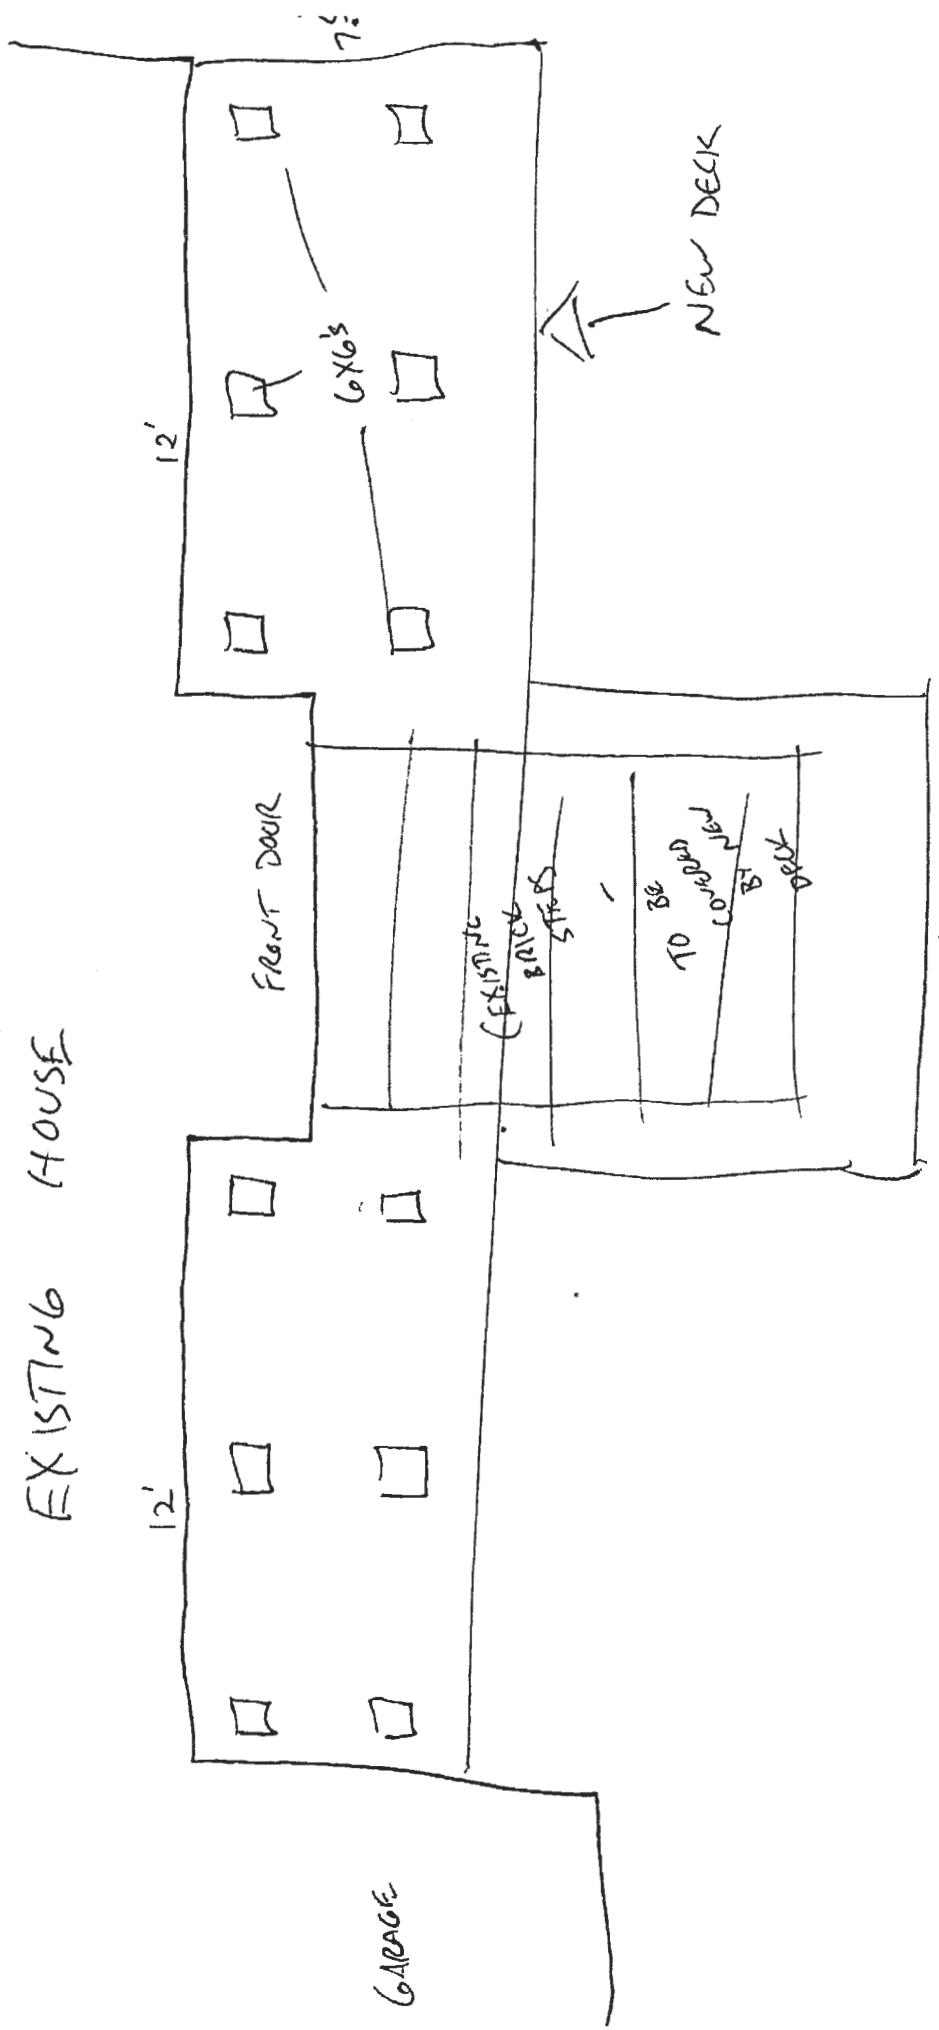 EXISTING HOUSE
12'
12'
FRONT DOOR
6X6's
GARAGE
(EXISTING
BRICK
STEPS
TO BE
COVERED
BY NEW
DECK
NEW DECK